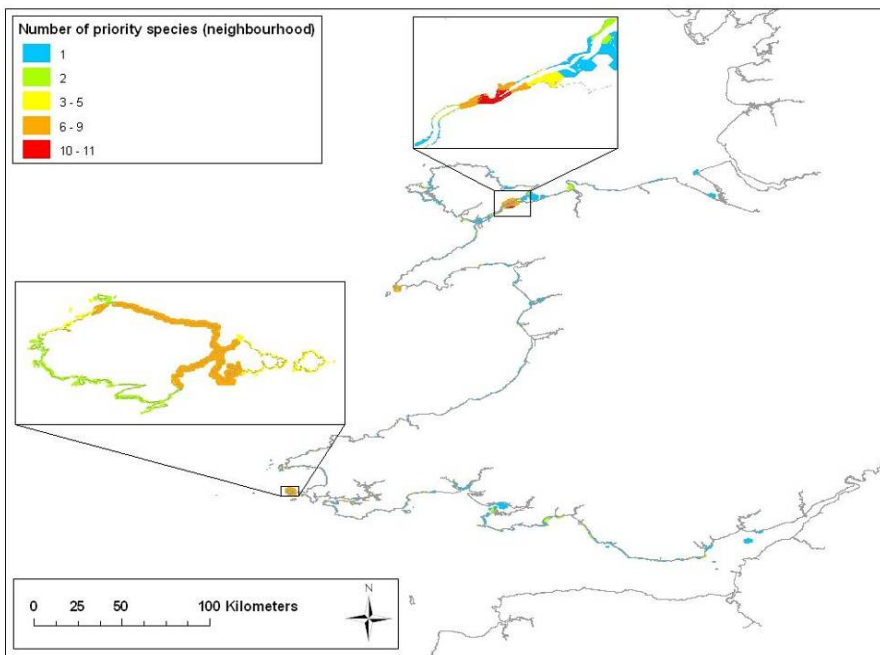 Number of priority species (neighbourhood)
1
2
3 - 5
6 - 9
10 - 11
0 25 50 100 Kilometers
N